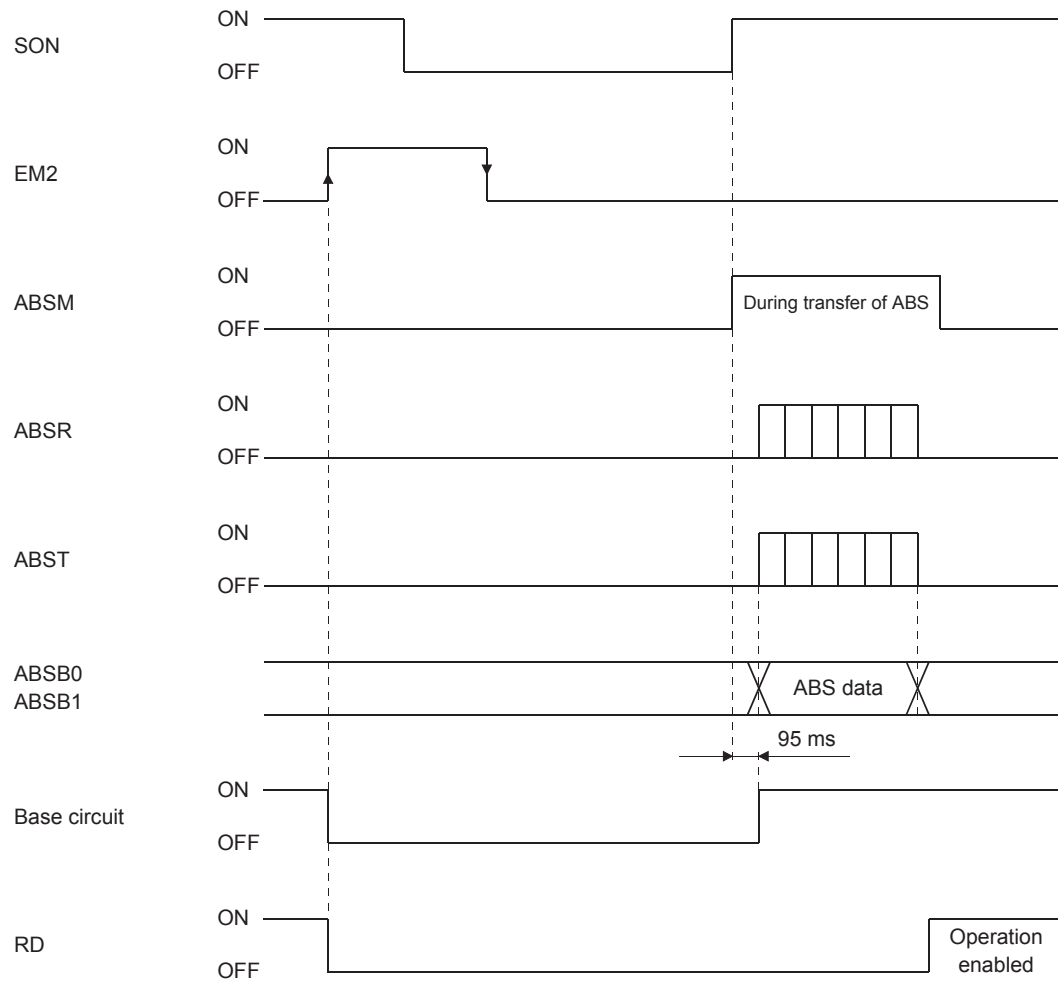 SON
ON
OFF
EM2
ON
OFF
ABSM
ON
OFF
During transfer of ABS
ABSR
ON
OFF
ABST
ON
OFF
ABSB0
ABSB1
ABS data
95 ms
Base circuit
ON
OFF
RD
ON
OFF
Operation
enabled